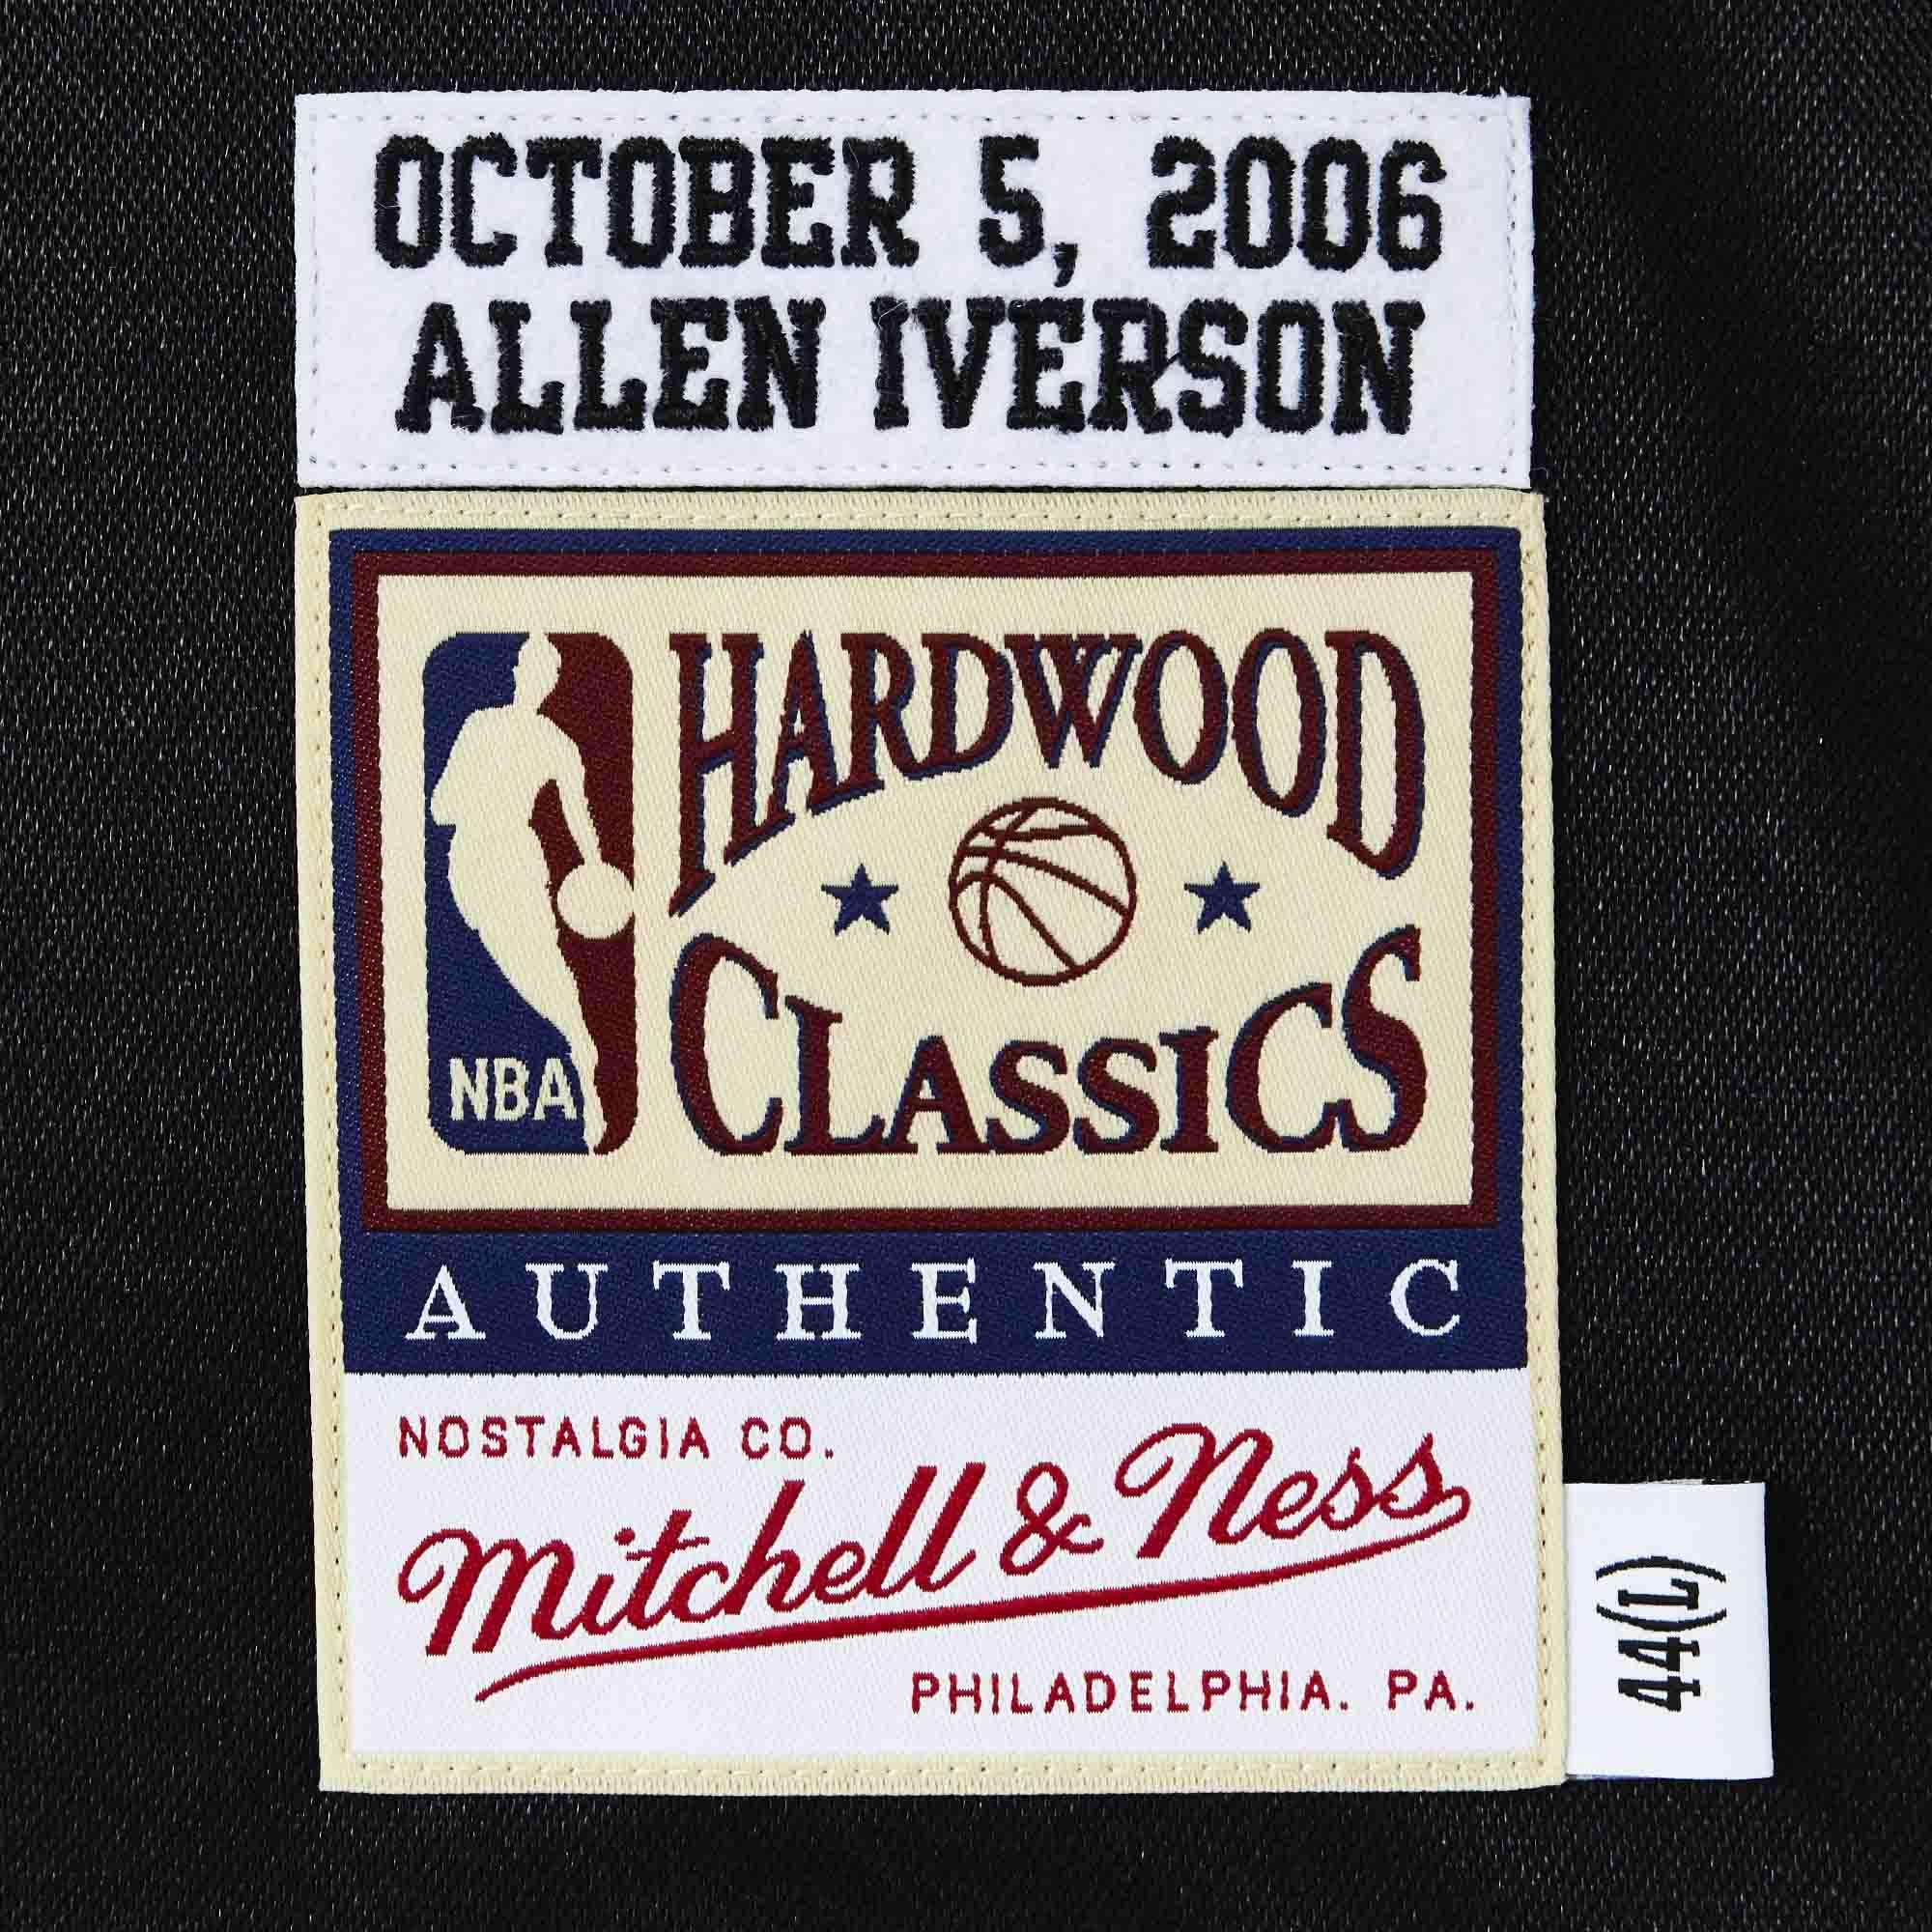 OCTOBER 5, 2006
ALLEN IVERSON
HARDWOOD
CLASSICS
NBA
AUTHENTIC
NOSTALGIA CO.
Mitchell & Ness
PHILADELPHIA. PA.
44(L)